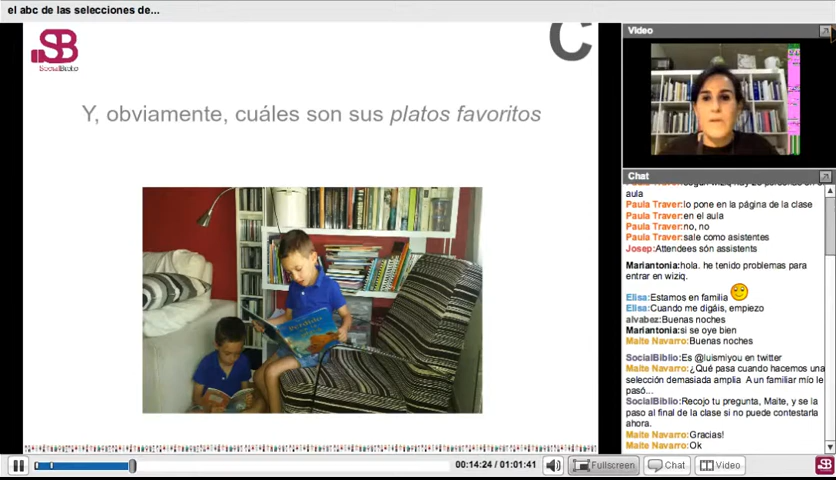 el abc de las selecciones de...
SB
SocialBiblio
C
Y, obviamente, cuáles son sus platos favoritos
Perdido
Video
Chat
aula
Paula Traver:lo pone en la página de la clase
Paula Traver:en el aula
Paula Traver:no, no
Paula Traver:sale como asistentes
Josep:Attendees són assistents
Mariantonia:hola. he tenido problemas para
entrar en wiziq.
Elisa:Estamos en familia
Elisa:Cuando me digáis, empiezo
alvabez:Buenas noches
Mariantonia:si se oye bien
Maite Navarro:Buenas noches
SocialBiblio:Es @luismiyou en twitter
Maite Navarro:¿Qué pasa cuando hacemos una
selección demasiada amplia A un familiar mío le
pasó...
SocialBiblio:Recojo tu pregunta, Maite, y se la
paso al final de la clase si no puede contestarla
ahora.
Maite Navarro:Gracias!
Maite Navarro:Ok
00:14:24 / 01:01:41
Fullscreen
Chat
Video
SB